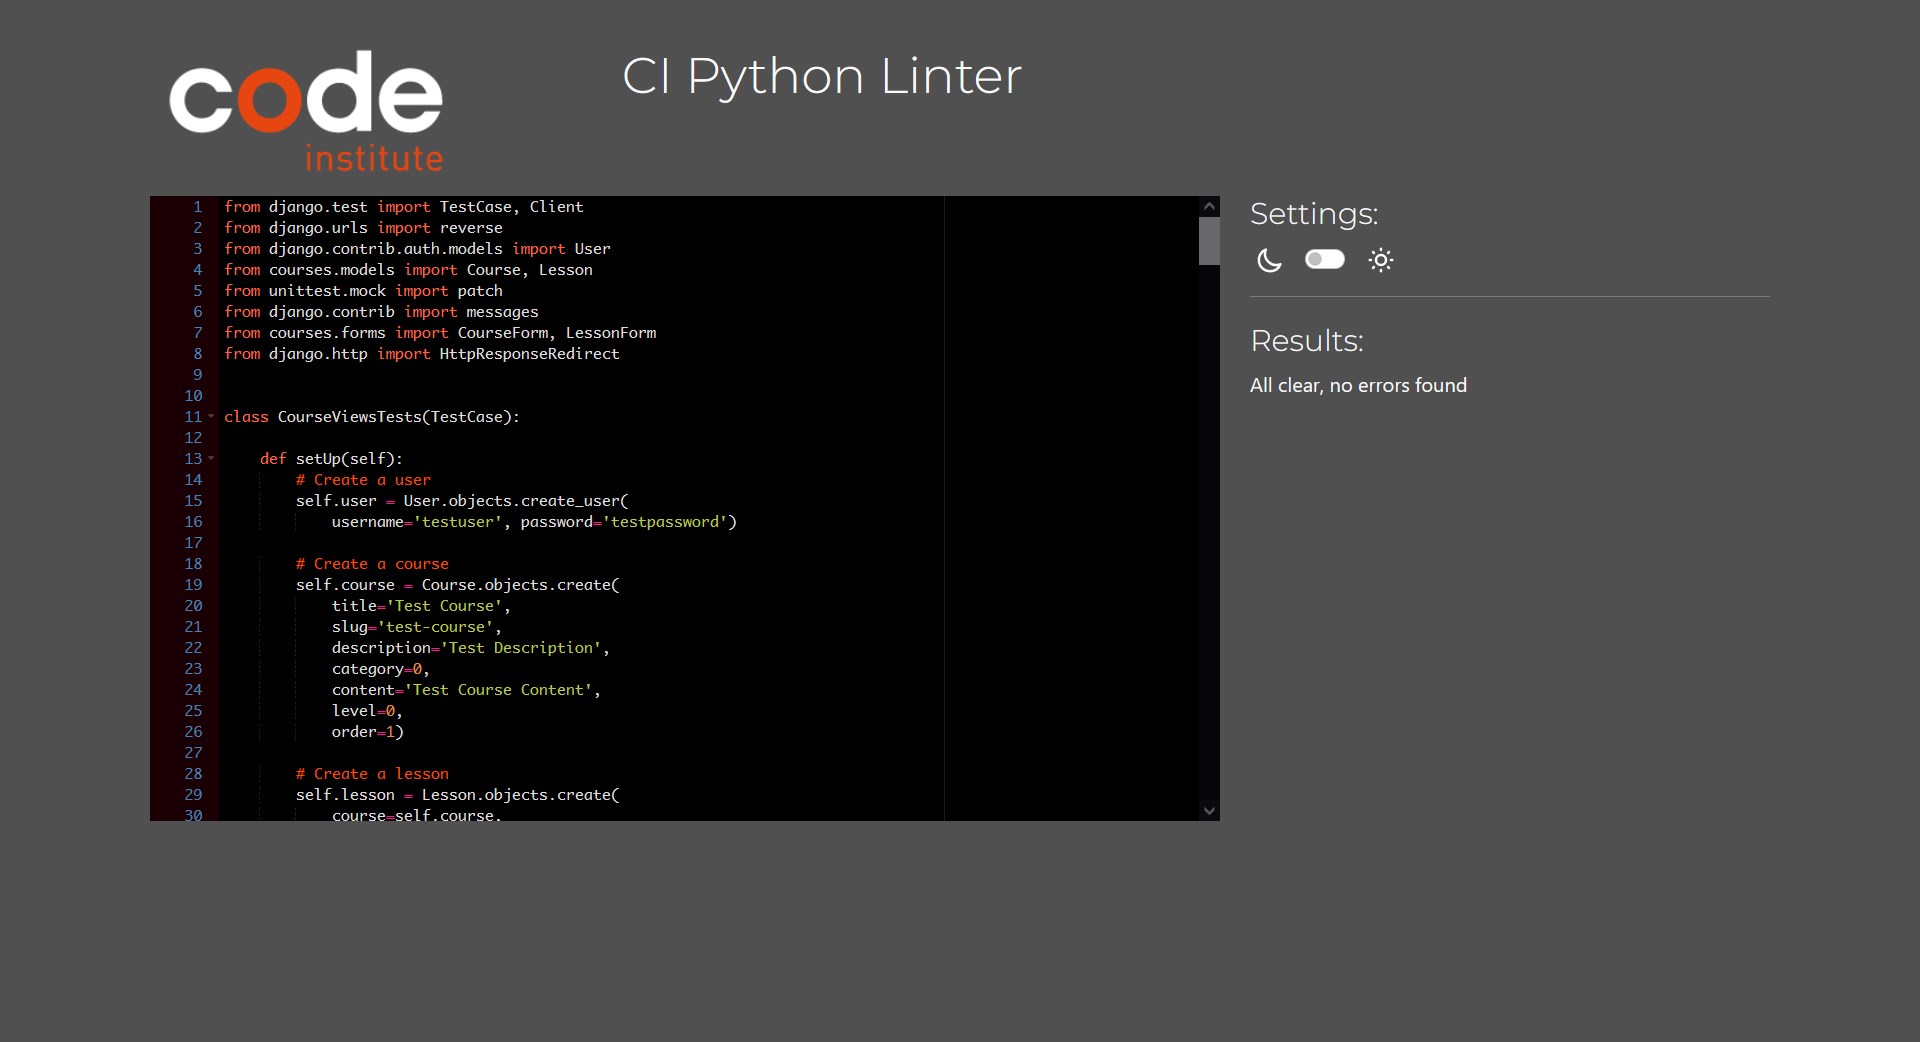 code
institute
CI Python Linter
1 from django.test import TestCase, Client
2 from django.urls import reverse
3 from django.contrib.auth.models import User
4 from courses.models import Course, Lesson
5 from unittest.mock import patch
6 from django.contrib import messages
7 from courses.forms import CourseForm, LessonForm
8 from django.http import HttpResponseRedirect
9
10
11 class CourseViewsTests(TestCase):
12
13     def setUp(self):
14         # Create a user
15         self.user = User.objects.create_user(
16             username='testuser', password='testpassword')
17
18         # Create a course
19         self.course = Course.objects.create(
20             title='Test Course',
21             slug='test-course',
22             description='Test Description',
23             category=0,
24             content='Test Course Content',
25             level=0,
26             order=1)
27
28         # Create a lesson
29         self.lesson = Lesson.objects.create(
30             course=self.course,
Settings:
Results:
All clear, no errors found